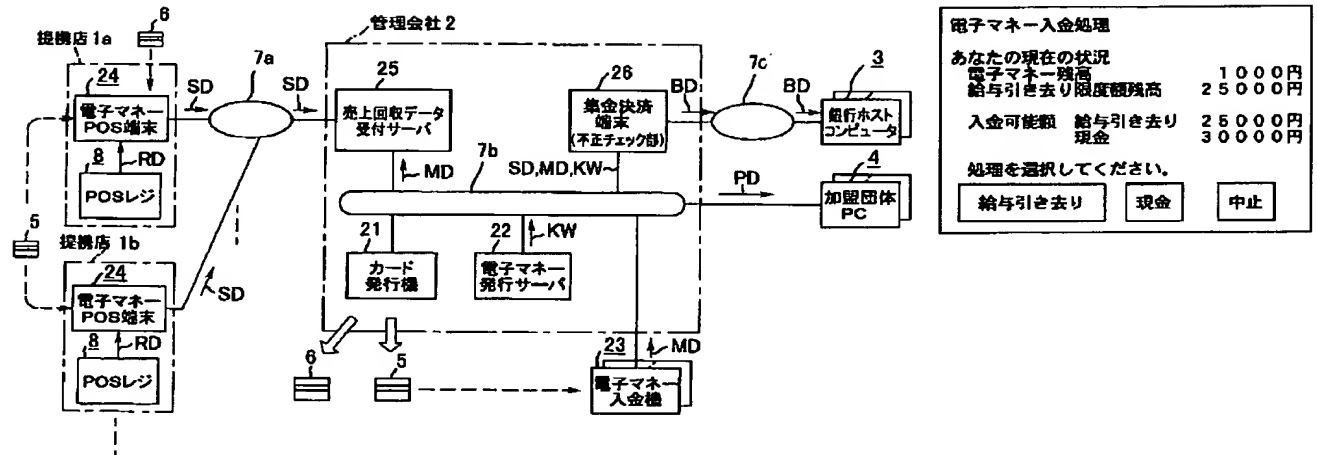 6
提携店1a
24
電子マネー
POS端末
8
RD
POSレジ
5
提携店1b
24
電子マネー
POS端末
8
RD
POSレジ
SD
7a
SD
SD
管理会社2
25
売上回収データ
受付サーバ
MD
26
集金決済
端末
(不正チェック部)
7b
SD,MD,KW
21
カード
発行機
22
KW
電子マネー
発行サーバ
6
5
23
MD
電子マネー
入金機
BD
7c
BD
3
銀行ホスト
コンピュータ
4
PD
加盟団体
PC
電子マネー入金処理
あなたの現在の状況
電子マネー残高 1000円
給与引き去り限度額残高 25000円
入金可能額 給与引き去り 25000円
現金 30000円
処理を選択してください。
給与引き去り 現金 中止